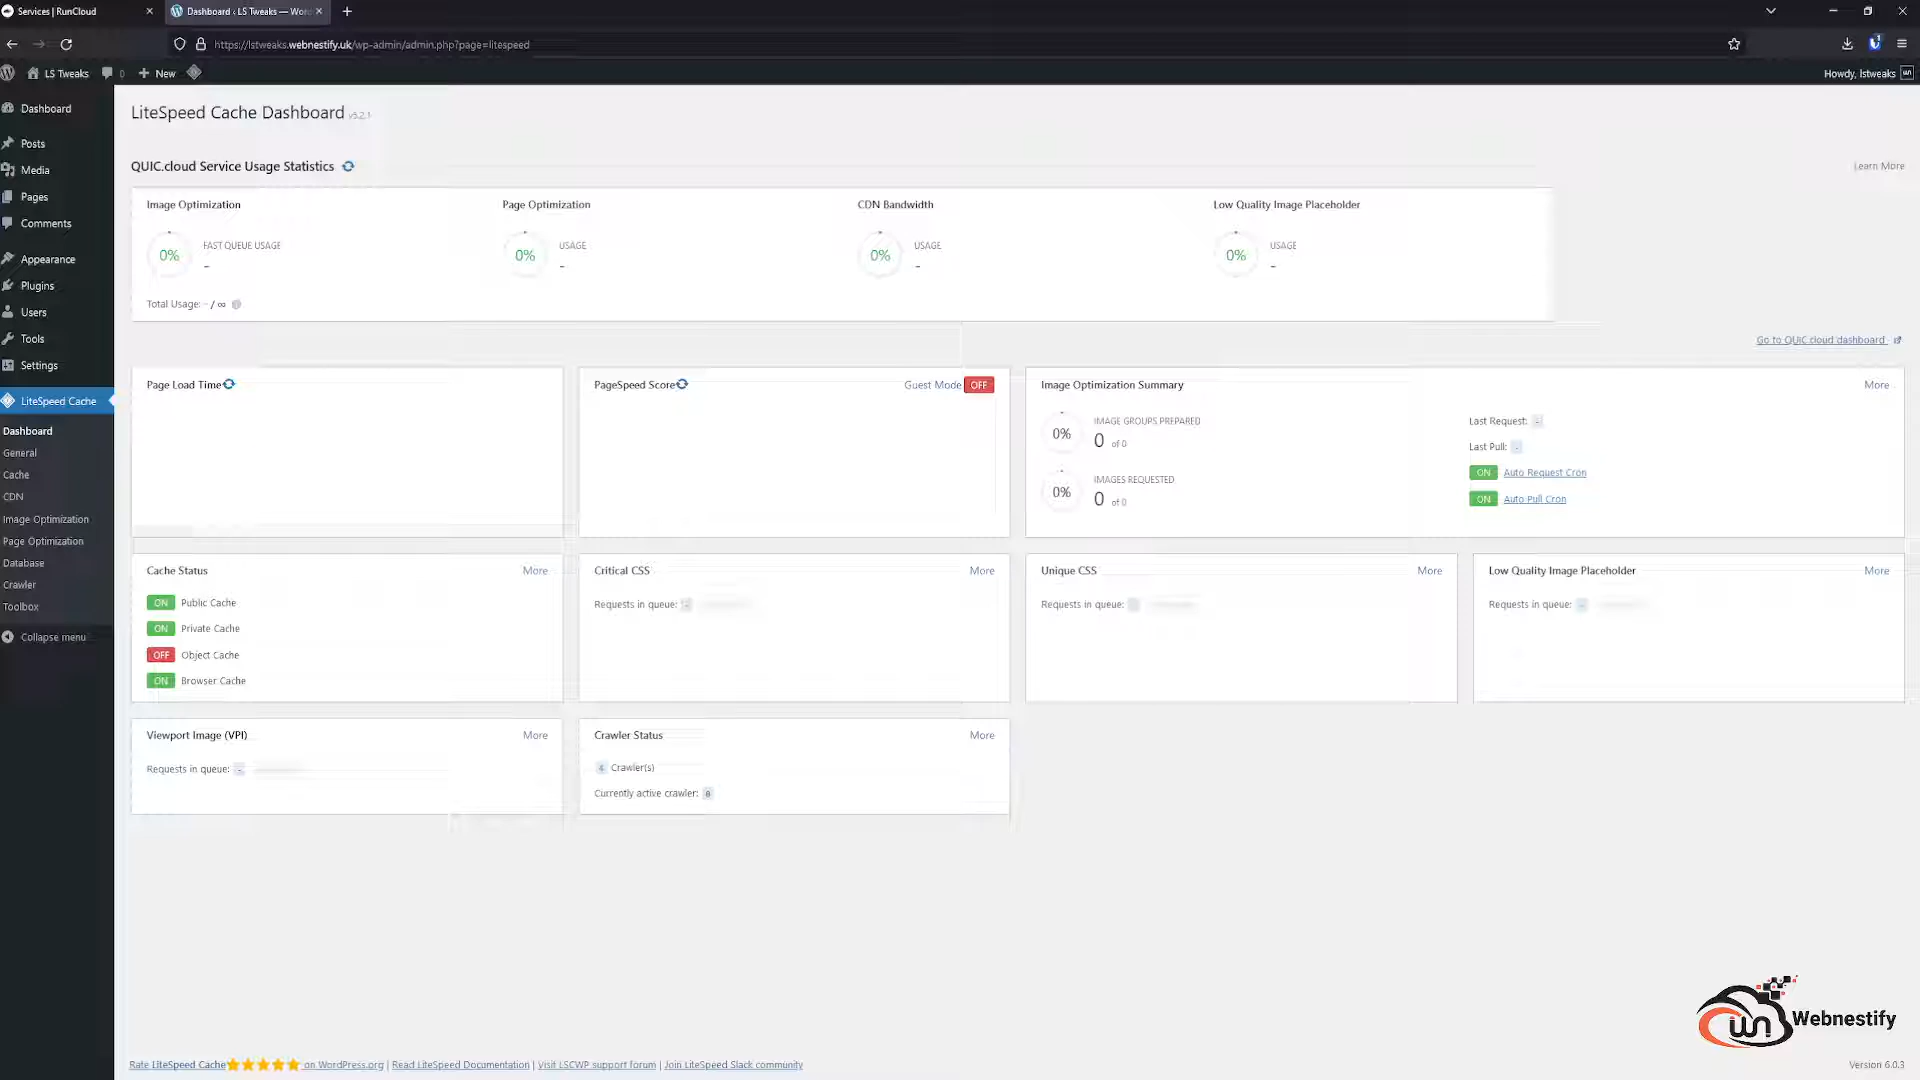 Services | RunCloud
Dashboard ‹ LS Tweaks — Wor
https://lstweaks.webnestify.uk/wp-admin/admin.php?page=litespeed
LS Tweaks
0
New
Howdy, lstweaks
Dashboard
Posts
Media
Pages
Comments
Appearance
Plugins
Users
Tools
Settings
LiteSpeed Cache
Dashboard
General
Cache
CDN
Image Optimization
Page Optimization
Database
Crawler
Toolbox
Collapse menu
LiteSpeed Cache Dashboard v5.2.1
QUIC.cloud Service Usage Statistics
Learn More
Image Optimization
0%
FAST QUEUE USAGE
-
Total Usage: - / ∞
Page Optimization
0%
USAGE
-
CDN Bandwidth
0%
USAGE
-
Low Quality Image Placeholder
0%
USAGE
-
Go to QUIC.cloud dashboard
Page Load Time
PageSpeed Score
Guest Mode OFF
Image Optimization Summary
More
0%
IMAGE GROUPS PREPARED
0 of 0
0%
IMAGES REQUESTED
0 of 0
Last Request: -
Last Pull: -
ON Auto Request Cron
ON Auto Pull Cron
Cache Status
More
ON Public Cache
ON Private Cache
OFF Object Cache
ON Browser Cache
Critical CSS
More
Requests in queue: -
Unique CSS
More
Requests in queue:
Low Quality Image Placeholder
More
Requests in queue: -
Viewport Image (VPI)
More
Requests in queue: -
Crawler Status
More
4 Crawler(s)
Currently active crawler: 0
wn Webnestify
Rate LiteSpeed Cache ★★★★★ on WordPress.org | Read LiteSpeed Documentation | Visit LSCWP support forum | Join LiteSpeed Slack community
Version 6.0.3